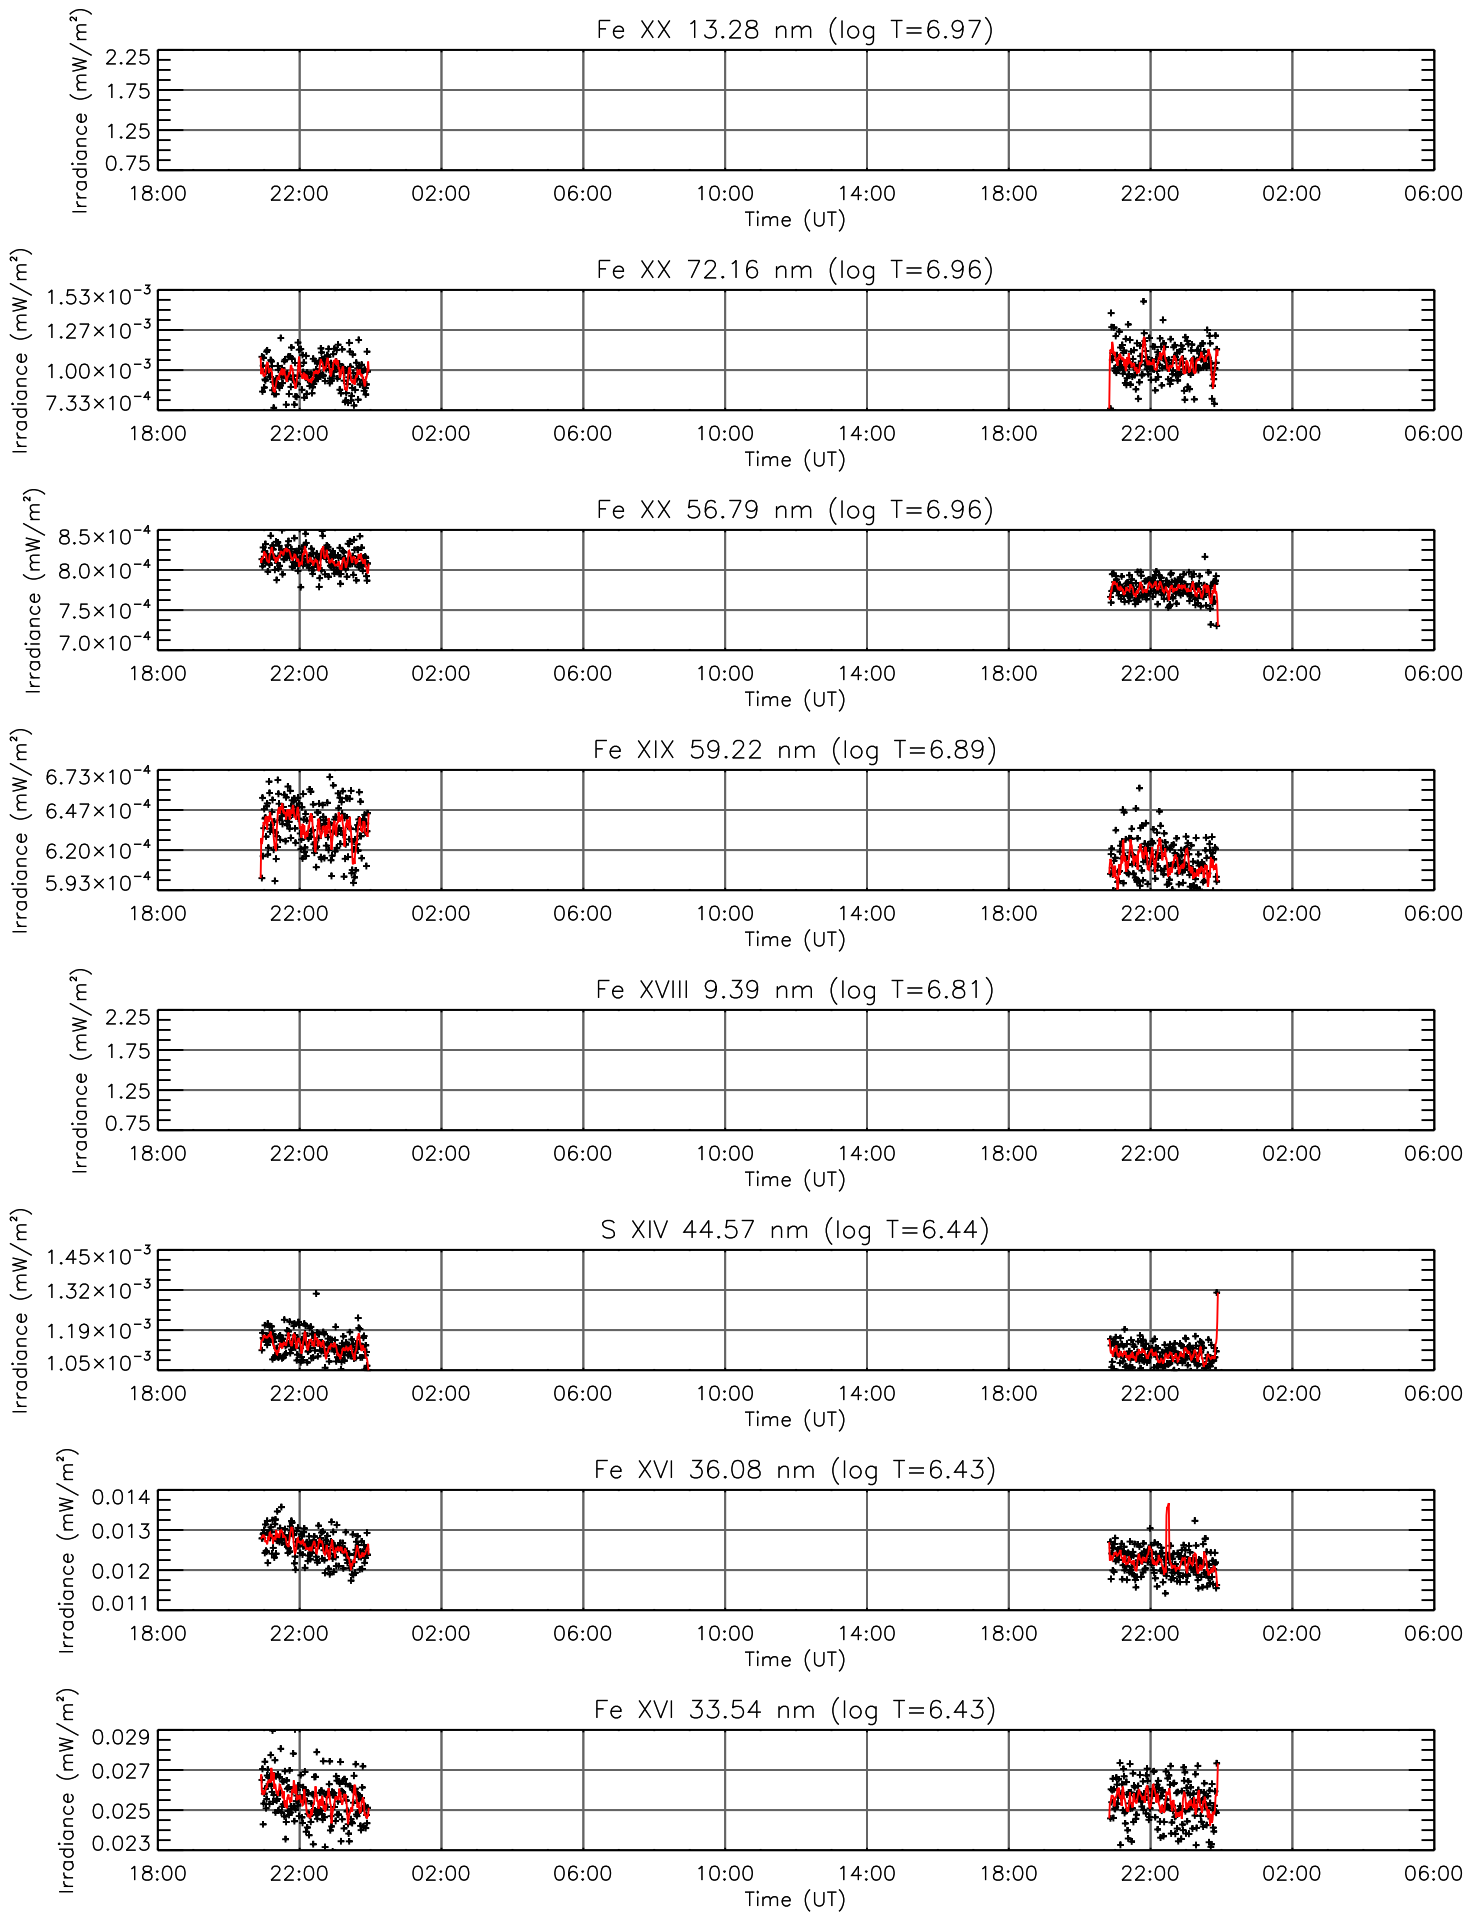 Fe XX 13.28 nm (log T=6.97)
Irradiance (mW/m²)
2.25
1.75
1.25
0.75
18:00 22:00 02:00 06:00 10:00 14:00 18:00 22:00 02:00 06:00
Time (UT)
Fe XX 72.16 nm (log T=6.96)
Irradiance (mW/m²)
1.53×10⁻³
1.27×10⁻³
1.00×10⁻³
7.33×10⁻⁴
18:00 22:00 02:00 06:00 10:00 14:00 18:00 22:00 02:00 06:00
Time (UT)
Fe XX 56.79 nm (log T=6.96)
Irradiance (mW/m²)
8.5×10⁻⁴
8.0×10⁻⁴
7.5×10⁻⁴
7.0×10⁻⁴
18:00 22:00 02:00 06:00 10:00 14:00 18:00 22:00 02:00 06:00
Time (UT)
Fe XIX 59.22 nm (log T=6.89)
Irradiance (mW/m²)
6.73×10⁻⁴
6.47×10⁻⁴
6.20×10⁻⁴
5.93×10⁻⁴
18:00 22:00 02:00 06:00 10:00 14:00 18:00 22:00 02:00 06:00
Time (UT)
Fe XVIII 9.39 nm (log T=6.81)
Irradiance (mW/m²)
2.25
1.75
1.25
0.75
18:00 22:00 02:00 06:00 10:00 14:00 18:00 22:00 02:00 06:00
Time (UT)
S XIV 44.57 nm (log T=6.44)
Irradiance (mW/m²)
1.45×10⁻³
1.32×10⁻³
1.19×10⁻³
1.05×10⁻³
18:00 22:00 02:00 06:00 10:00 14:00 18:00 22:00 02:00 06:00
Time (UT)
Fe XVI 36.08 nm (log T=6.43)
Irradiance (mW/m²)
0.014
0.013
0.012
0.011
18:00 22:00 02:00 06:00 10:00 14:00 18:00 22:00 02:00 06:00
Time (UT)
Fe XVI 33.54 nm (log T=6.43)
Irradiance (mW/m²)
0.029
0.027
0.025
0.023
18:00 22:00 02:00 06:00 10:00 14:00 18:00 22:00 02:00 06:00
Time (UT)